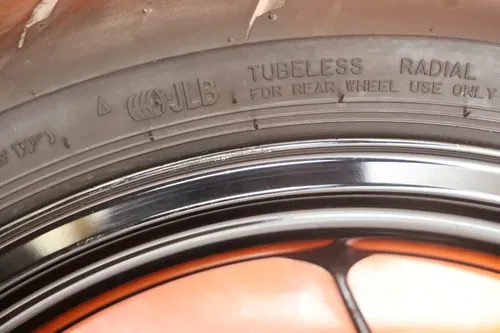 JLB
TUBELESS RADIAL
FOR REAR WHEEL USE ONLY